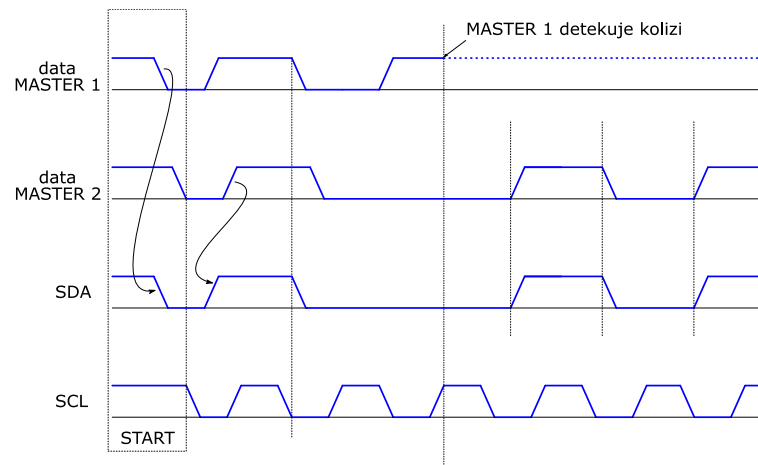 MASTER 1 detekuje kolizi
data
MASTER 1
data
MASTER 2
SDA
SCL
START